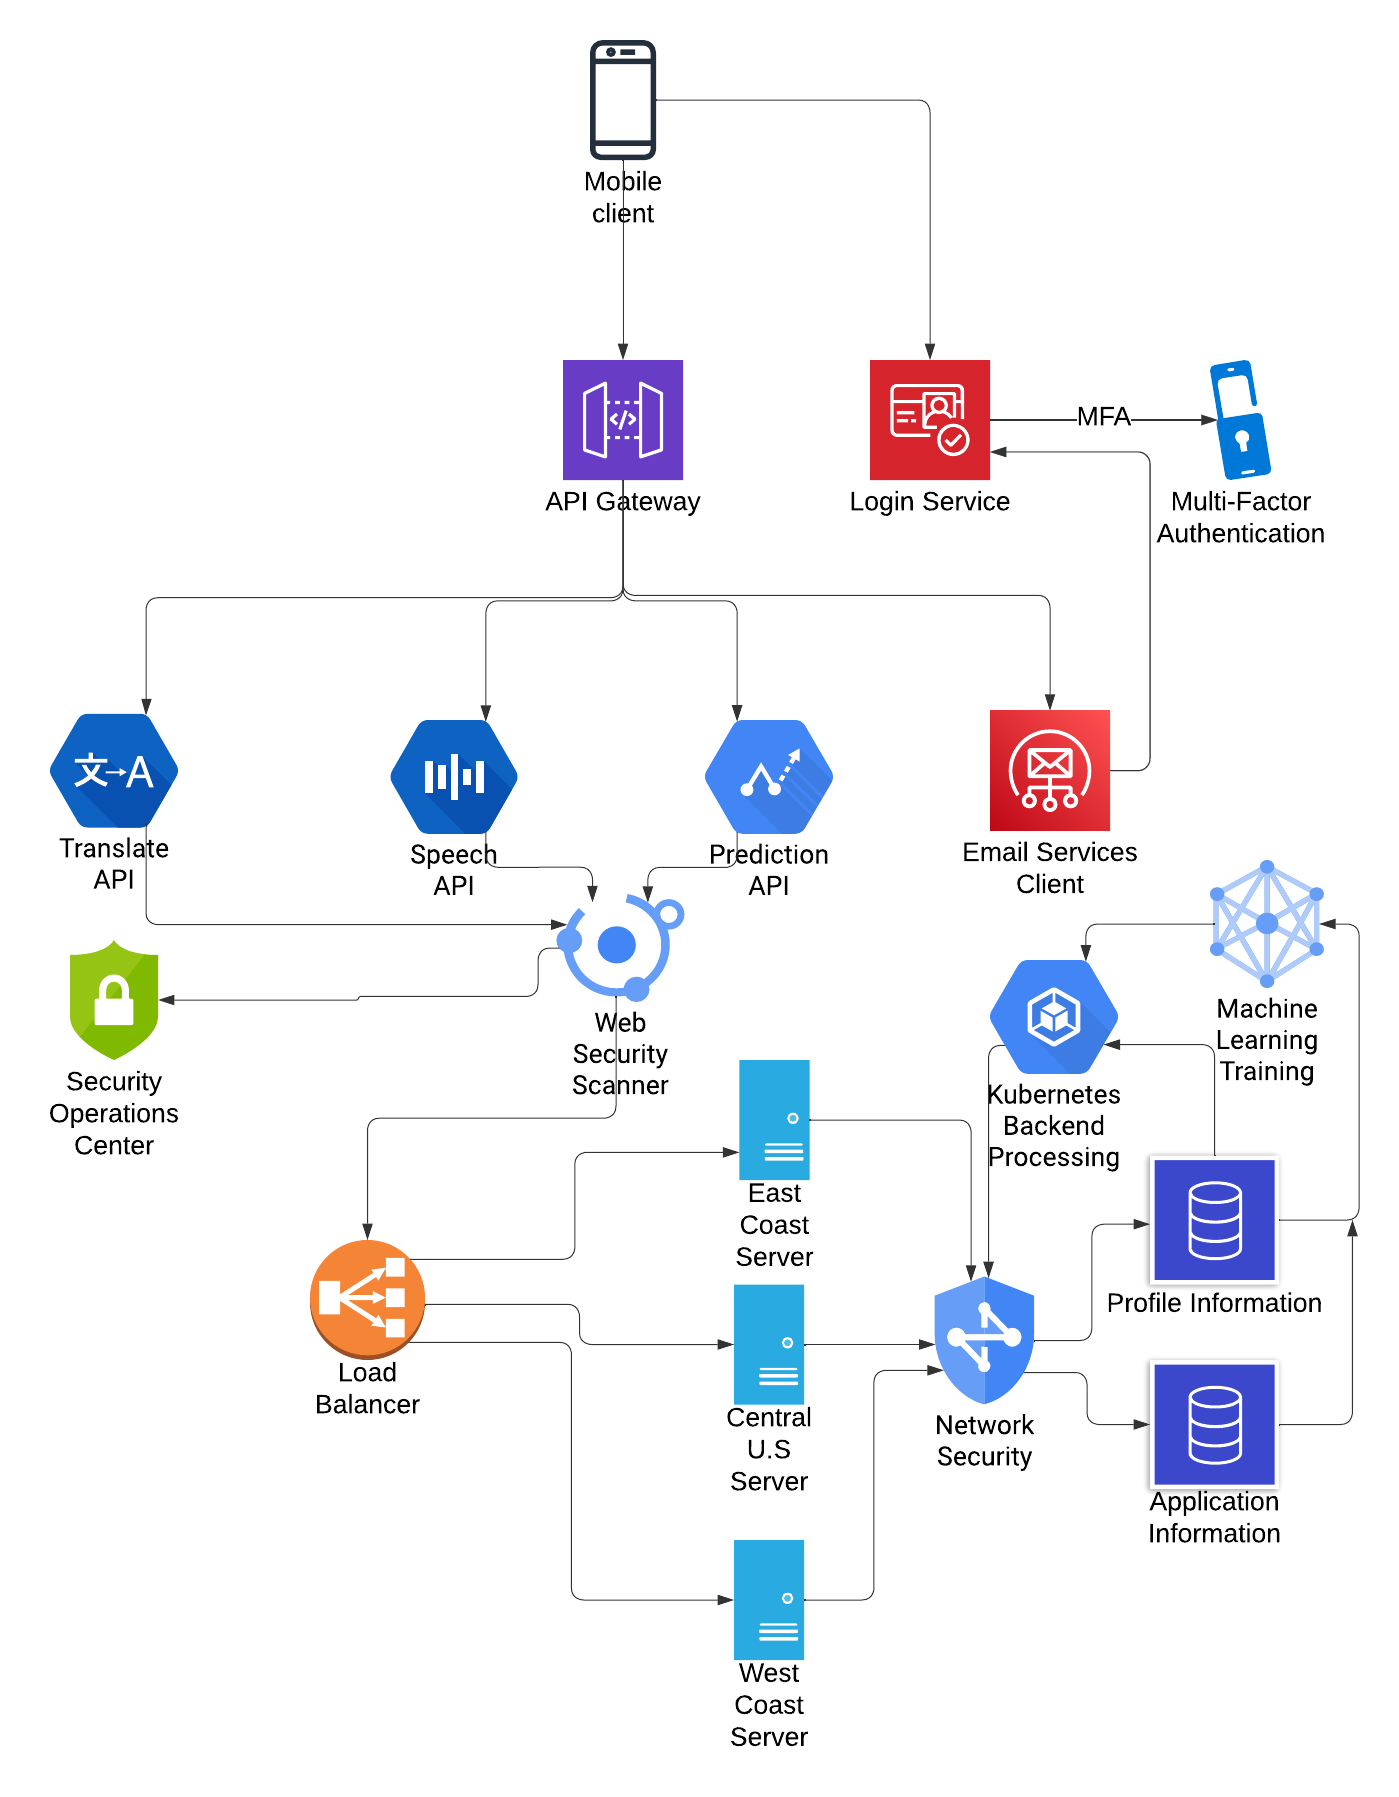 Mobile
client
API Gateway
Login Service
MFA
Multi-Factor
Authentication
文→A
Translate
API
Speech
API
Prediction
API
Email Services
Client
Security
Operations
Center
Web
Security
Scanner
Machine
Learning
Training
Kubernetes
Backend
Processing
East
Coast
Server
Profile Information
Load
Balancer
Central
U.S
Server
Network
Security
Application
Information
West
Coast
Server